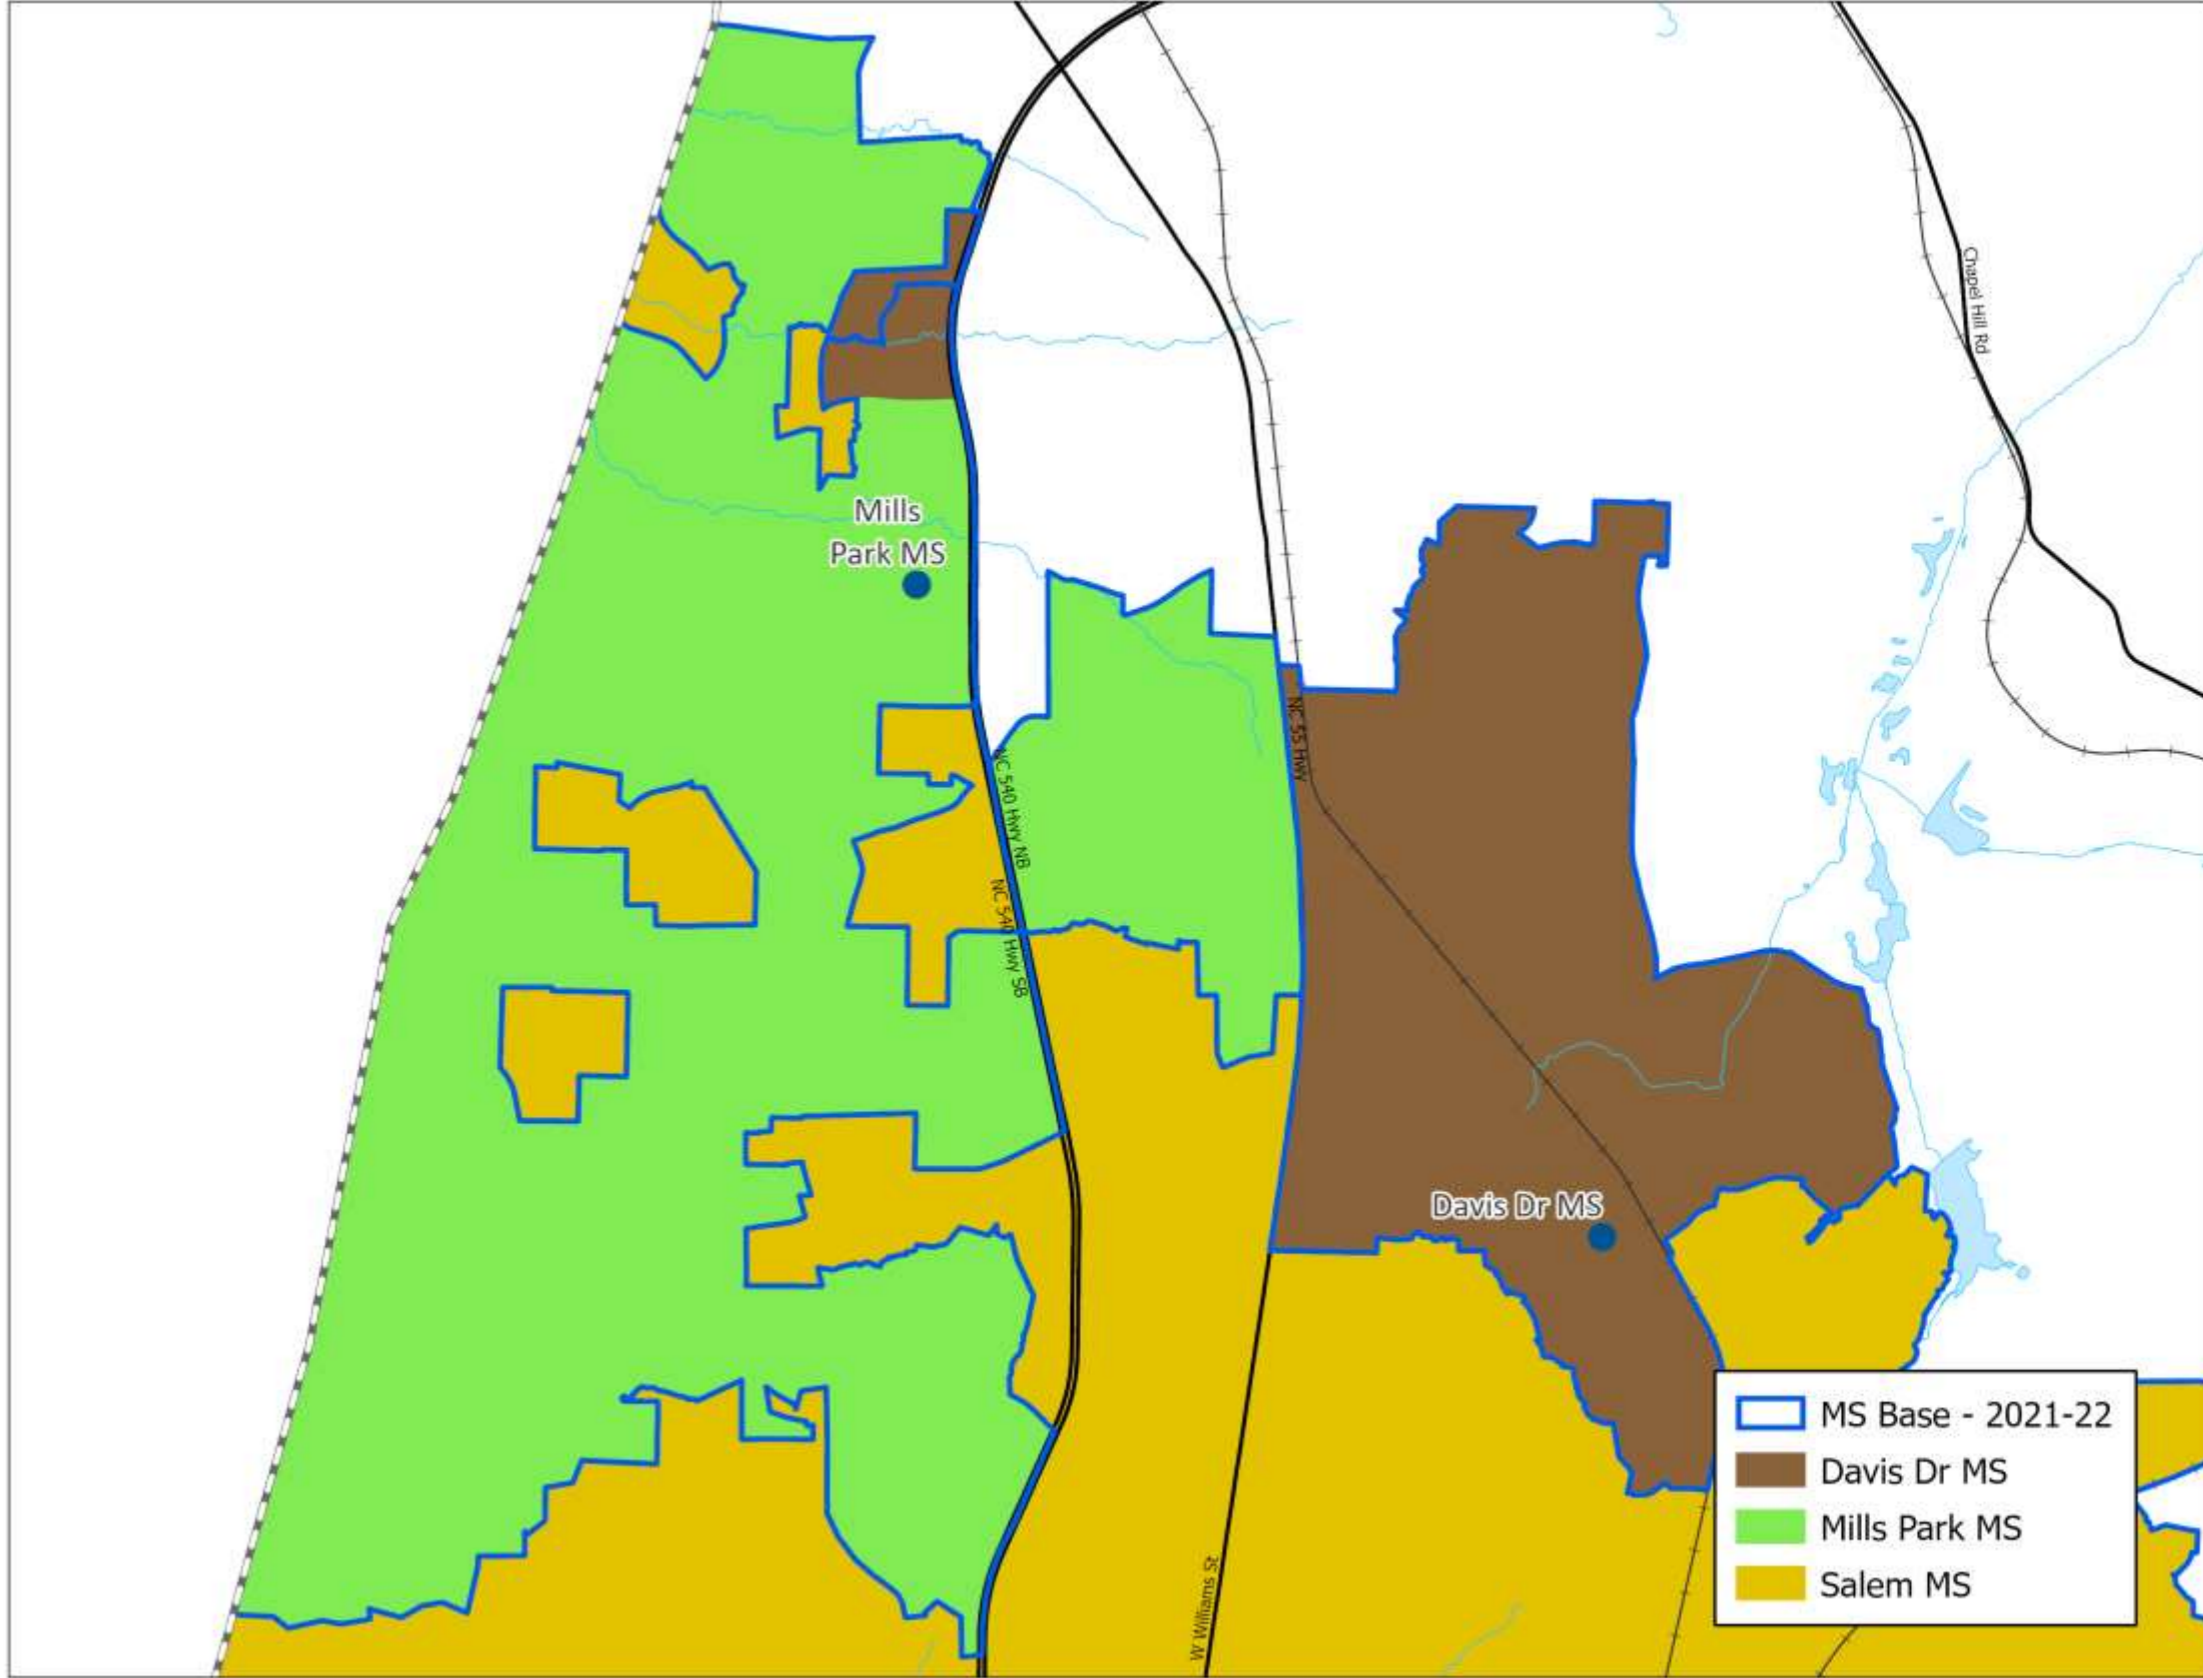 Chapel Hill Rd
Mills
Park MS
NC 55 Hwy
NC 540 Hwy NB
NC 540 Hwy SB
Davis Dr MS
W Williams St
MS Base - 2021-22
Davis Dr MS
Mills Park MS
Salem MS